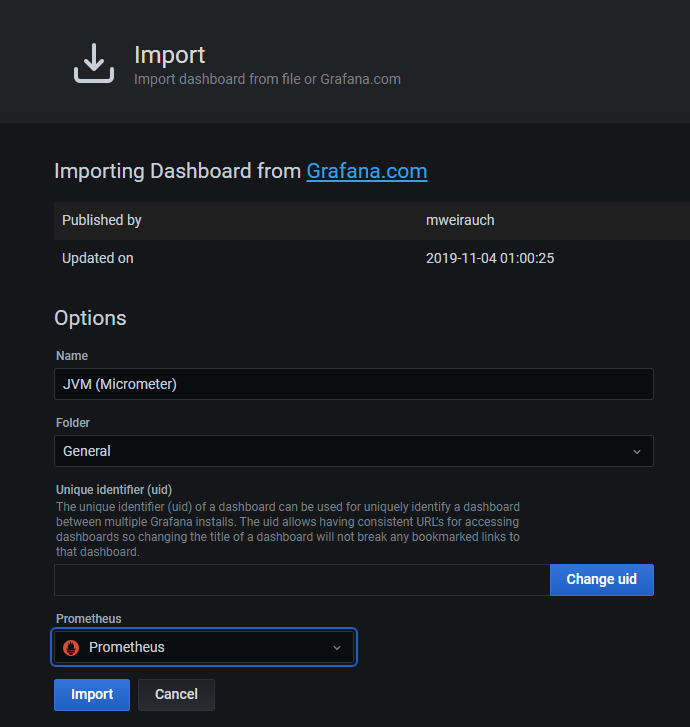 Import
Import dashboard from file or Grafana.com
Importing Dashboard from Grafana.com
Published by mweirauch
Updated on 2019-11-04 01:00:25
Options
Name
JVM (Micrometer)
Folder
General
Unique identifier (uid)
The unique identifier (uid) of a dashboard can be used for uniquely identify a dashboard
between multiple Grafana installs. The uid allows having consistent URL's for accessing
dashboards so changing the title of a dashboard will not break any bookmarked links to
that dashboard.
Change uid
Prometheus
Prometheus
Import Cancel